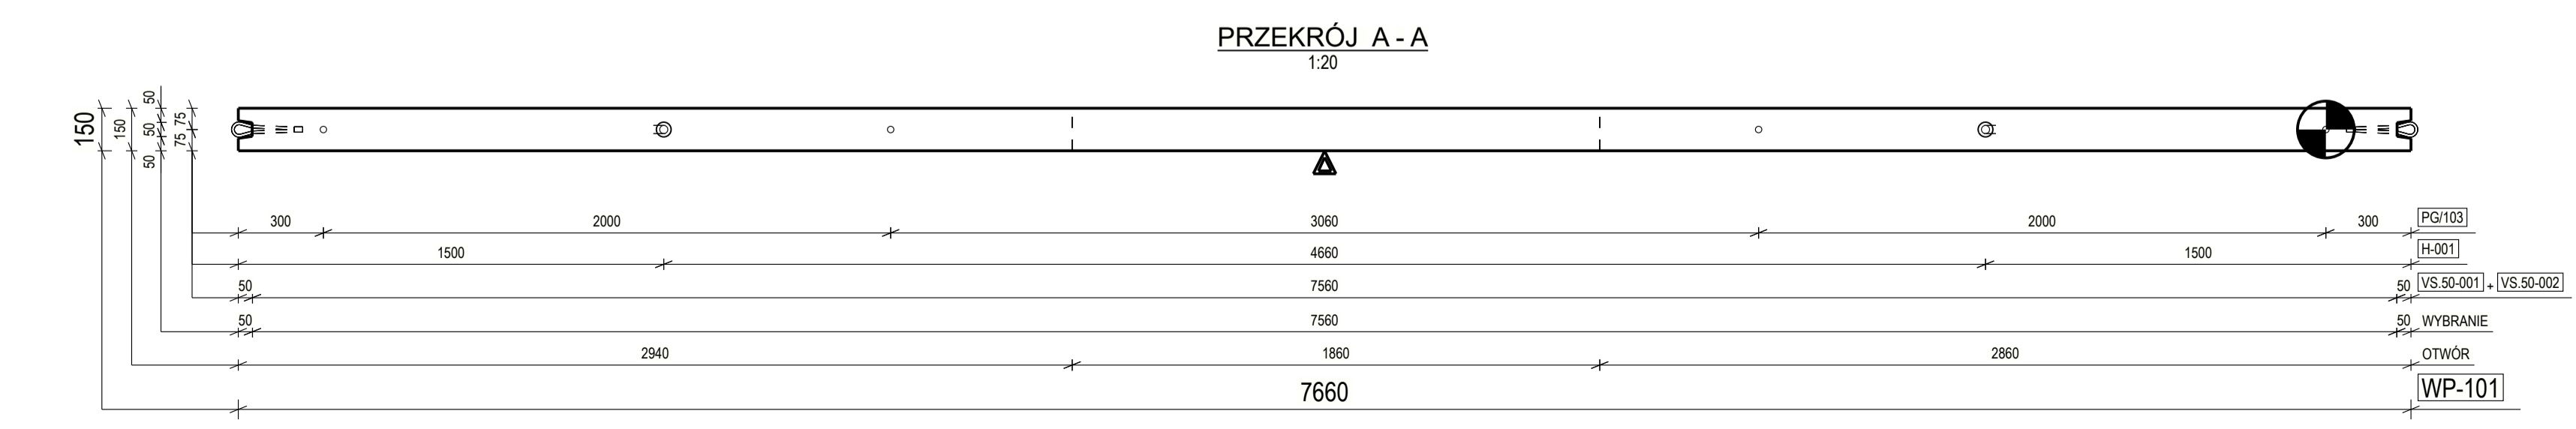 PRZEKRÓJ A - A
1:20
150
150
50
50
50
75
75
300 2000 3060 2000 300 PG/103
1500 4660 1500 H-001
50 7560 50 VS.50-001 + VS.50-002
50 7560 50 WYBRANIE
2940 1860 2860 OTWÓR
7660 WP-101